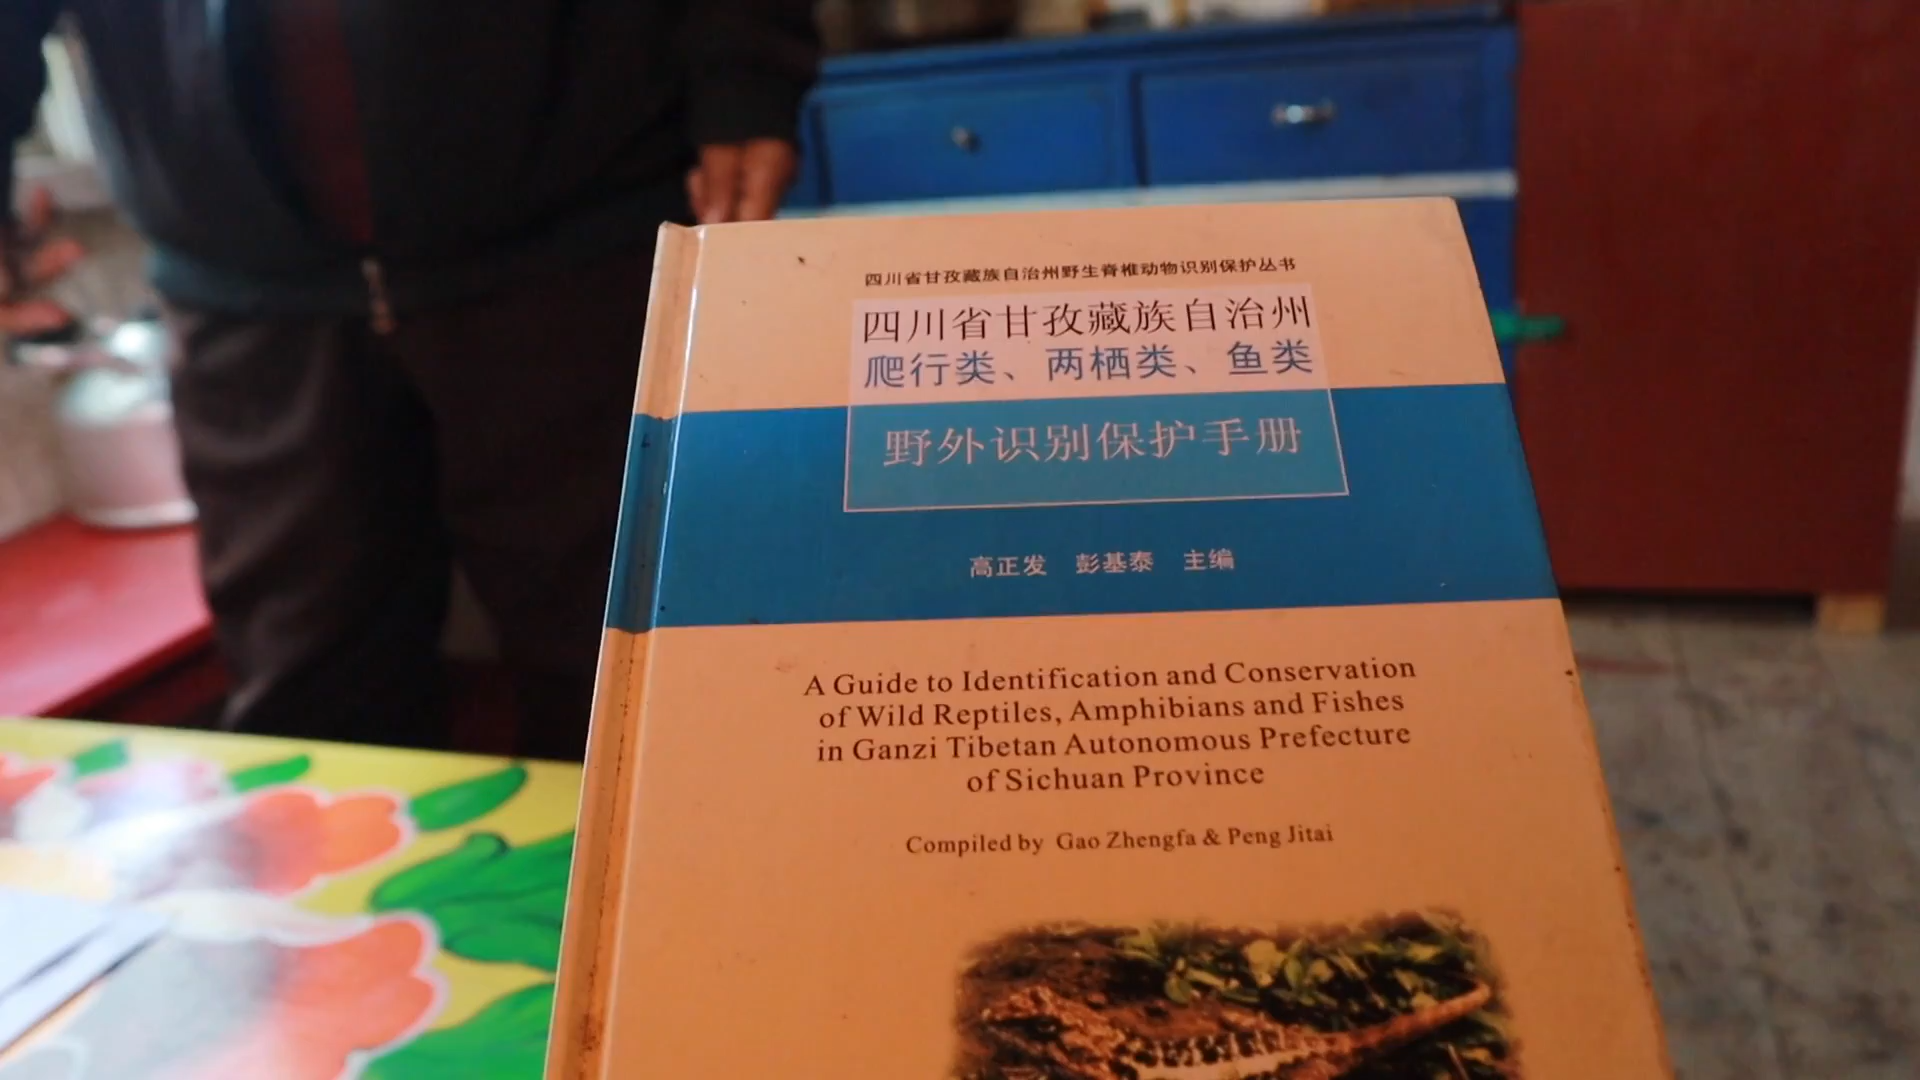 四川省甘孜藏族自治州野生脊椎动物识别保护丛书
四川省甘孜藏族自治州
爬行类、两栖类、鱼类
野外识别保护手册
高正发 彭基泰 主编
A Guide to Identification and Conservation
of Wild Reptiles, Amphibians and Fishes
in Ganzi Tibetan Autonomous Prefecture
of Sichuan Province
Compiled by Gao Zhengfa & Peng Jitai